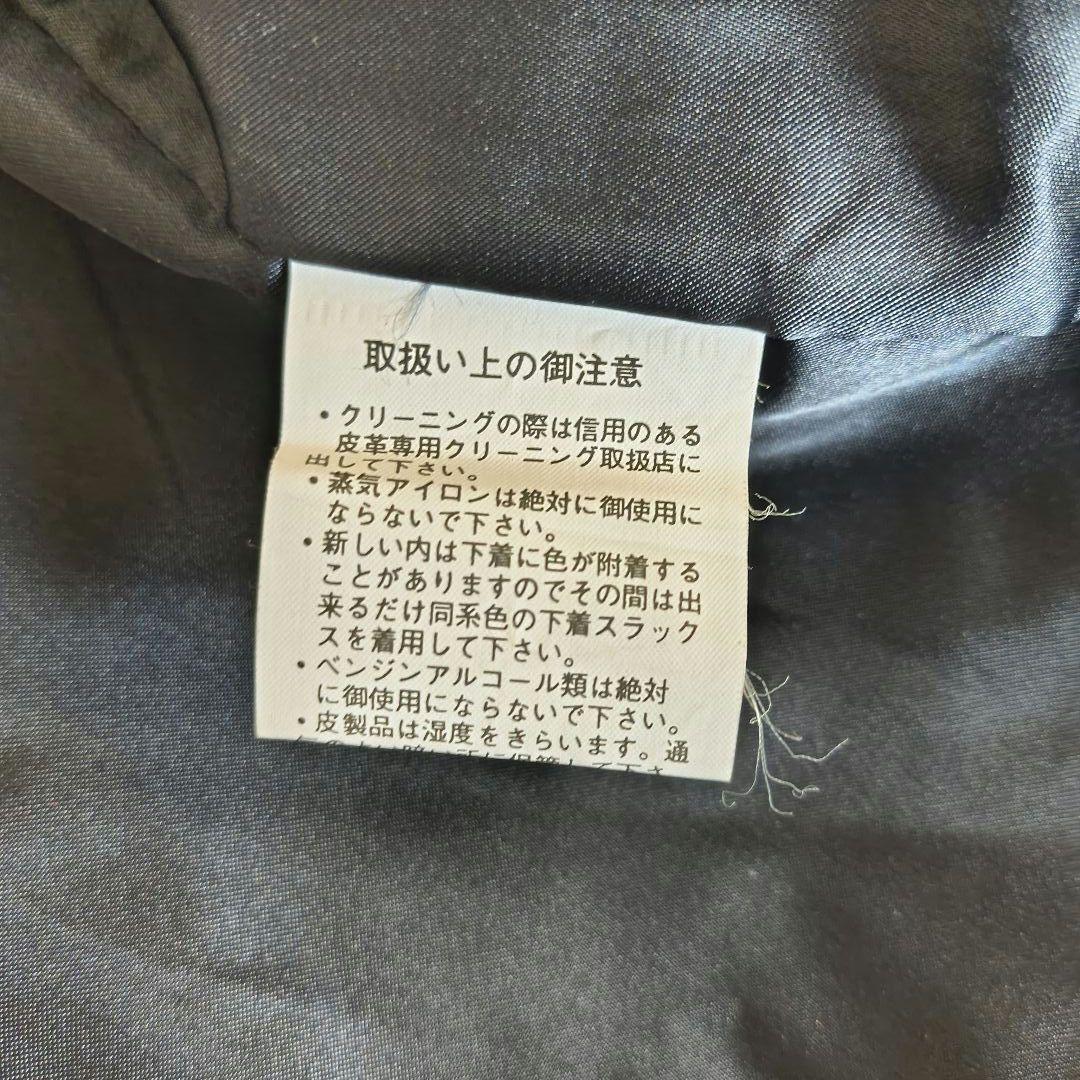 取扱い上の御注意
・クリーニングの際は信用のある
皮革専用クリーニング取扱店に
出して下さい。
・蒸気アイロンは絶対に御使用に
ならないで下さい。
・新しい内は下着に色が附着する
ことがありますのでその間は出
来るだけ同系色の下着スラック
スを着用して下さい。
・ベンジンアルコール類は絶対
に御使用にならないで下さい。
・皮製品は湿度をきらいます。通